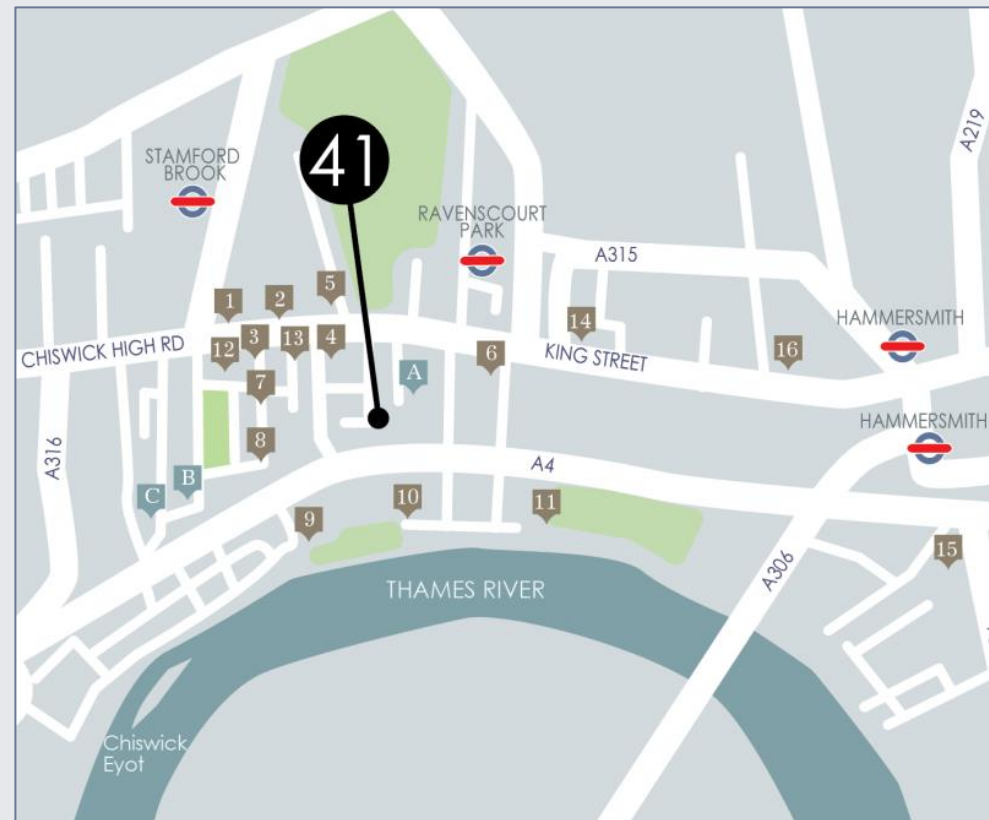 41
STAMFORD
BROOK
RAVENSCOURT
PARK
A219
A315
HAMMERSMITH
1
2
5
12
3
13
4
14
CHISWICK HIGH RD
KING STREET
6
16
A
7
8
HAMMERSMITH
A316
A4
B
C
9
10
11
15
A306
THAMES RIVER
Chiswick
Eyot